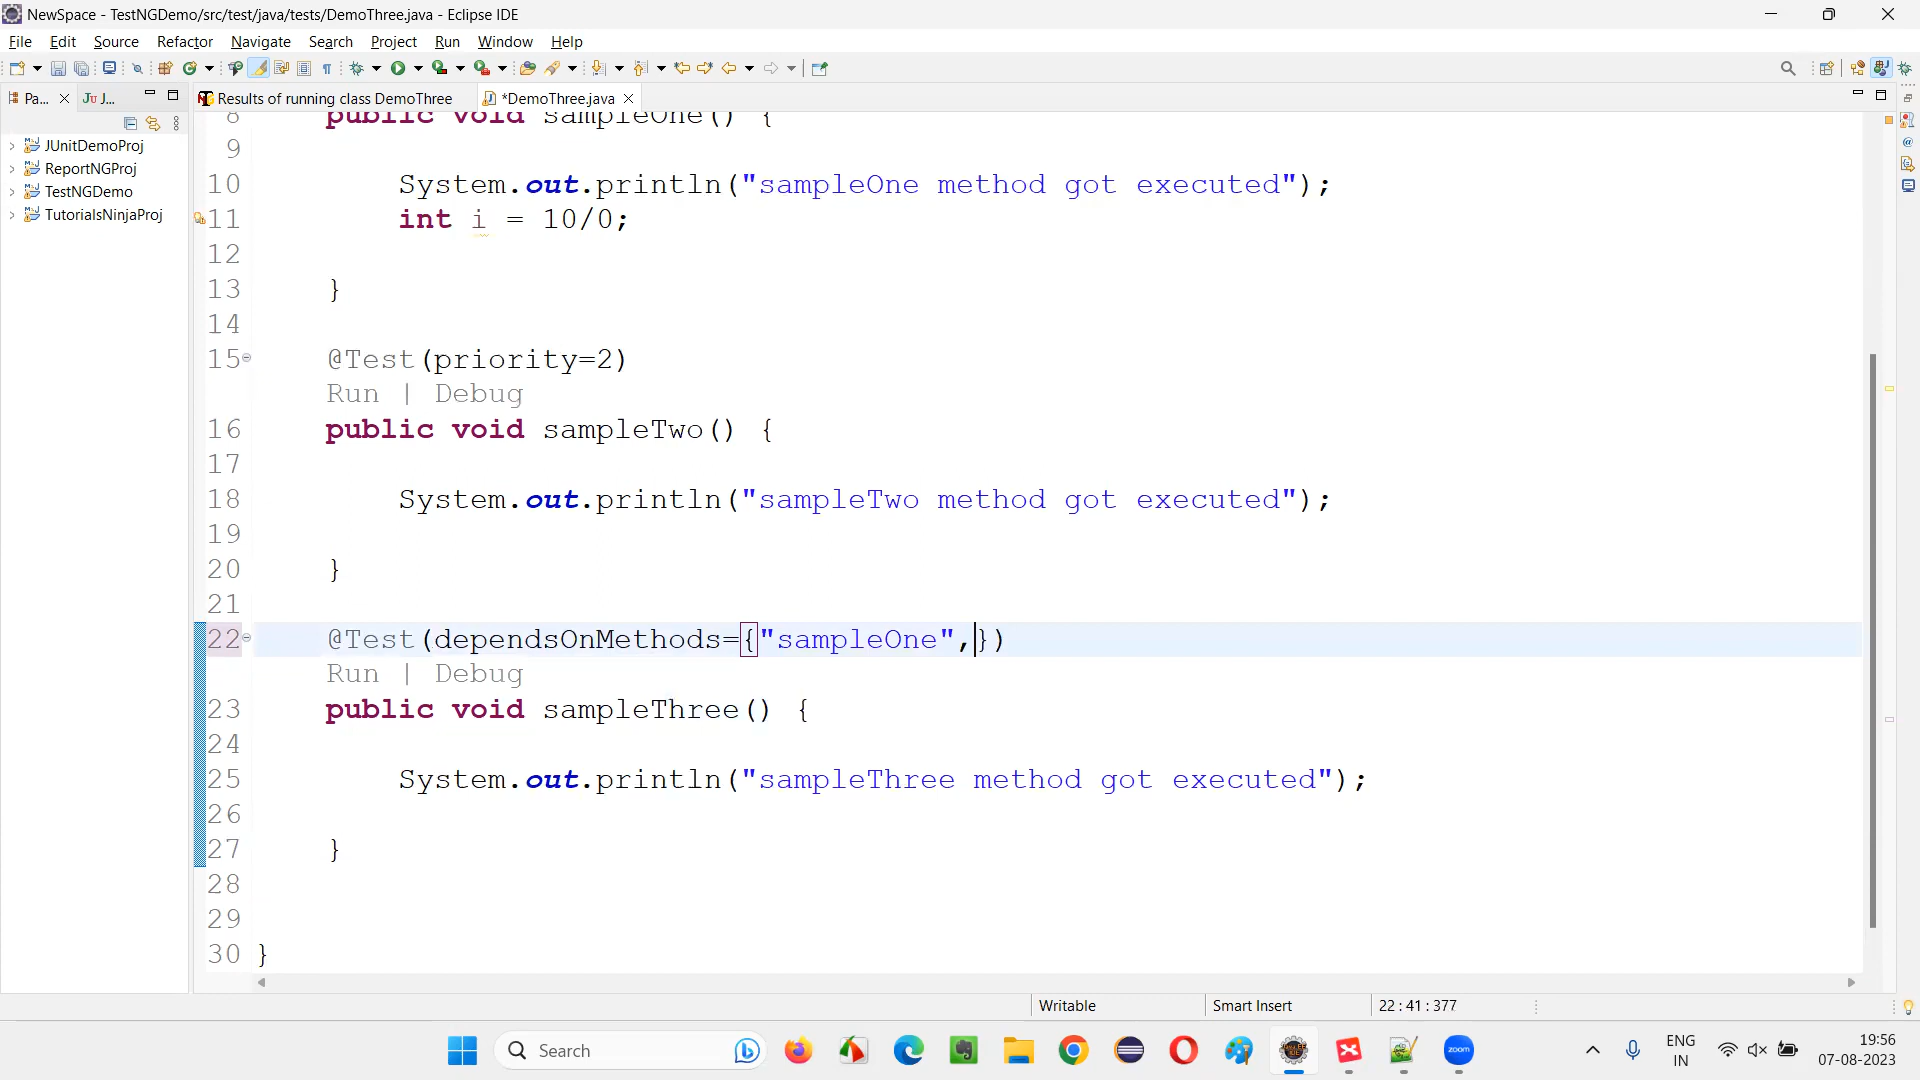 NewSpace - TestNGDemo/src/test/java/tests/DemoThree.java - Eclipse IDE
File Edit Source Refactor Navigate Search Project Run Window Help
Pa... J... Results of running class DemoThree *DemoThree.java
JUnitDemoProj
ReportNGProj
TestNGDemo
TutorialsNinjaProj
8 public void sampleOne() {
9
10 System.out.println("sampleOne method got executed");
11 int i = 10/0;
12
13 }
14
15 @Test(priority=2)
Run | Debug
16 public void sampleTwo() {
17
18 System.out.println("sampleTwo method got executed");
19
20 }
21
22 @Test(dependsOnMethods={"sampleOne",})
Run | Debug
23 public void sampleThree() {
24
25 System.out.println("sampleThree method got executed");
26
27 }
28
29
30 }
Writable Smart Insert 22 : 41 : 377
Search zoom ENG 19:56
IN 07-08-2023